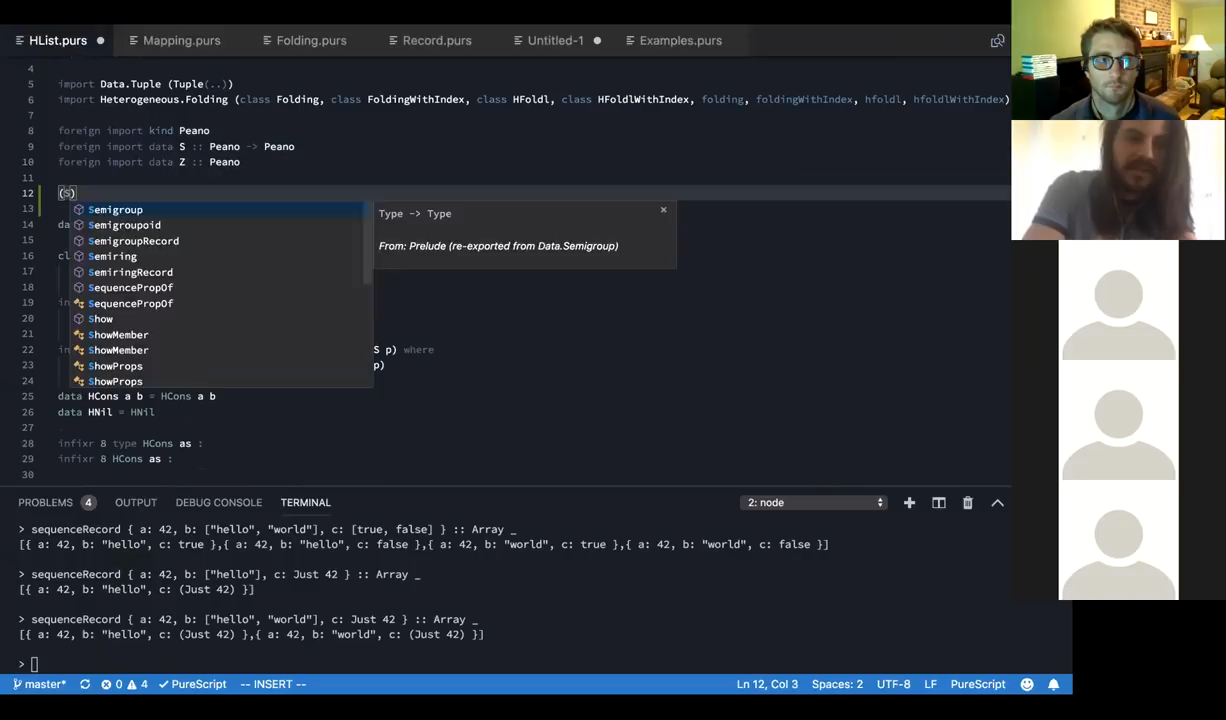 HList.purs
Mapping.purs
Folding.purs
Record.purs
Untitled-1
Examples.purs
4
5 import Data.Tuple (Tuple(..))
6 import Heterogeneous.Folding (class Folding, class FoldingWithIndex, class HFoldl, class HFoldlWithIndex, folding, foldingWithIndex, hfoldl, hfoldlWithIndex)
7
8 foreign import kind Peano
9 foreign import data S :: Peano -> Peano
10 foreign import data Z :: Peano
11
12 (S)
13 Semigroup
14 da Semigroupoid
15 SemigroupRecord
16 cl Semiring
17 SemiringRecord
18 SequencePropOf
19 in SequencePropOf
20 Show
21 ShowMember
22 in ShowMember S p) where
23 ShowProps p)
24 ShowProps
Type -> Type
×
From: Prelude (re-exported from Data.Semigroup)
25 data HCons a b = HCons a b
26 data HNil = HNil
27
28 infixr 8 type HCons as :
29 infixr 8 HCons as :
30
PROBLEMS 4 OUTPUT DEBUG CONSOLE TERMINAL 2: node
> sequenceRecord { a: 42, b: ["hello", "world"], c: [true, false] } :: Array _
[{ a: 42, b: "hello", c: true },{ a: 42, b: "hello", c: false },{ a: 42, b: "world", c: true },{ a: 42, b: "world", c: false }]
> sequenceRecord { a: 42, b: ["hello"], c: Just 42 } :: Array _
[{ a: 42, b: "hello", c: (Just 42) }]
> sequenceRecord { a: 42, b: ["hello", "world"], c: Just 42 } :: Array _
[{ a: 42, b: "hello", c: (Just 42) },{ a: 42, b: "world", c: (Just 42) }]
>
master* 0 4 PureScript -- INSERT -- Ln 12, Col 3 Spaces: 2 UTF-8 LF PureScript